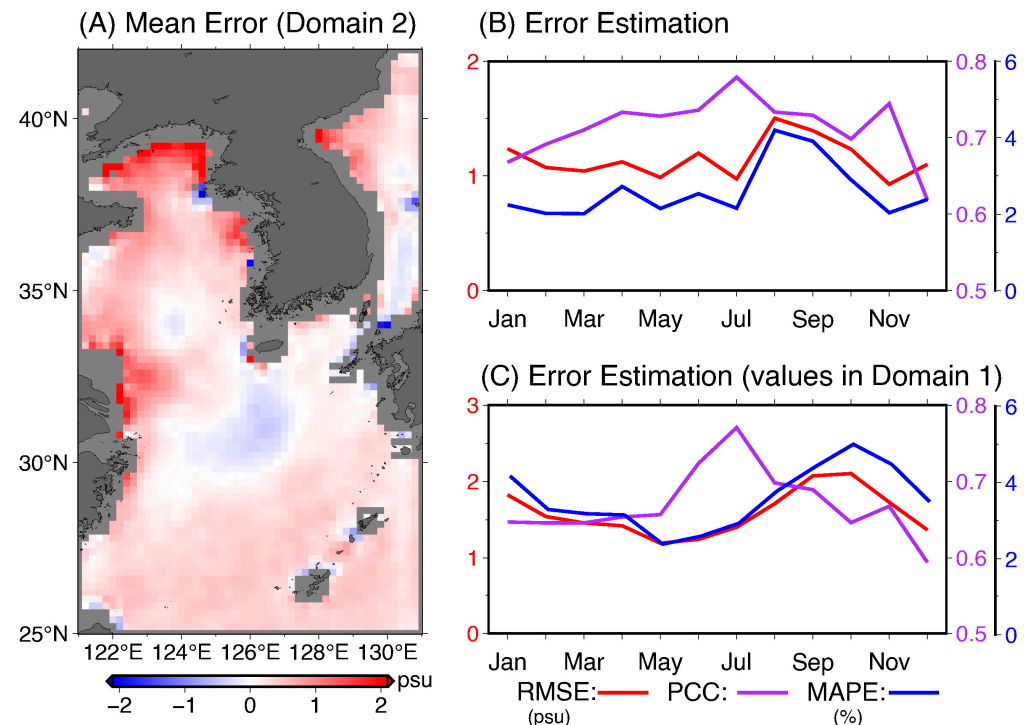 (A) Mean Error (Domain 2)
40°N
35°N
30°N
25°N
122°E 124°E 126°E 128°E 130°E
psu
−2 −1 0 1 2
(B) Error Estimation
2 0.8 6
0.7 4
1
0.6 2
0 0.5 0
Jan Mar May Jul Sep Nov
(C) Error Estimation (values in Domain 1)
3 0.8 6
2 0.7 4
1 0.6 2
0 0.5 0
Jan Mar May Jul Sep Nov
RMSE: PCC: MAPE:
(psu) (%)